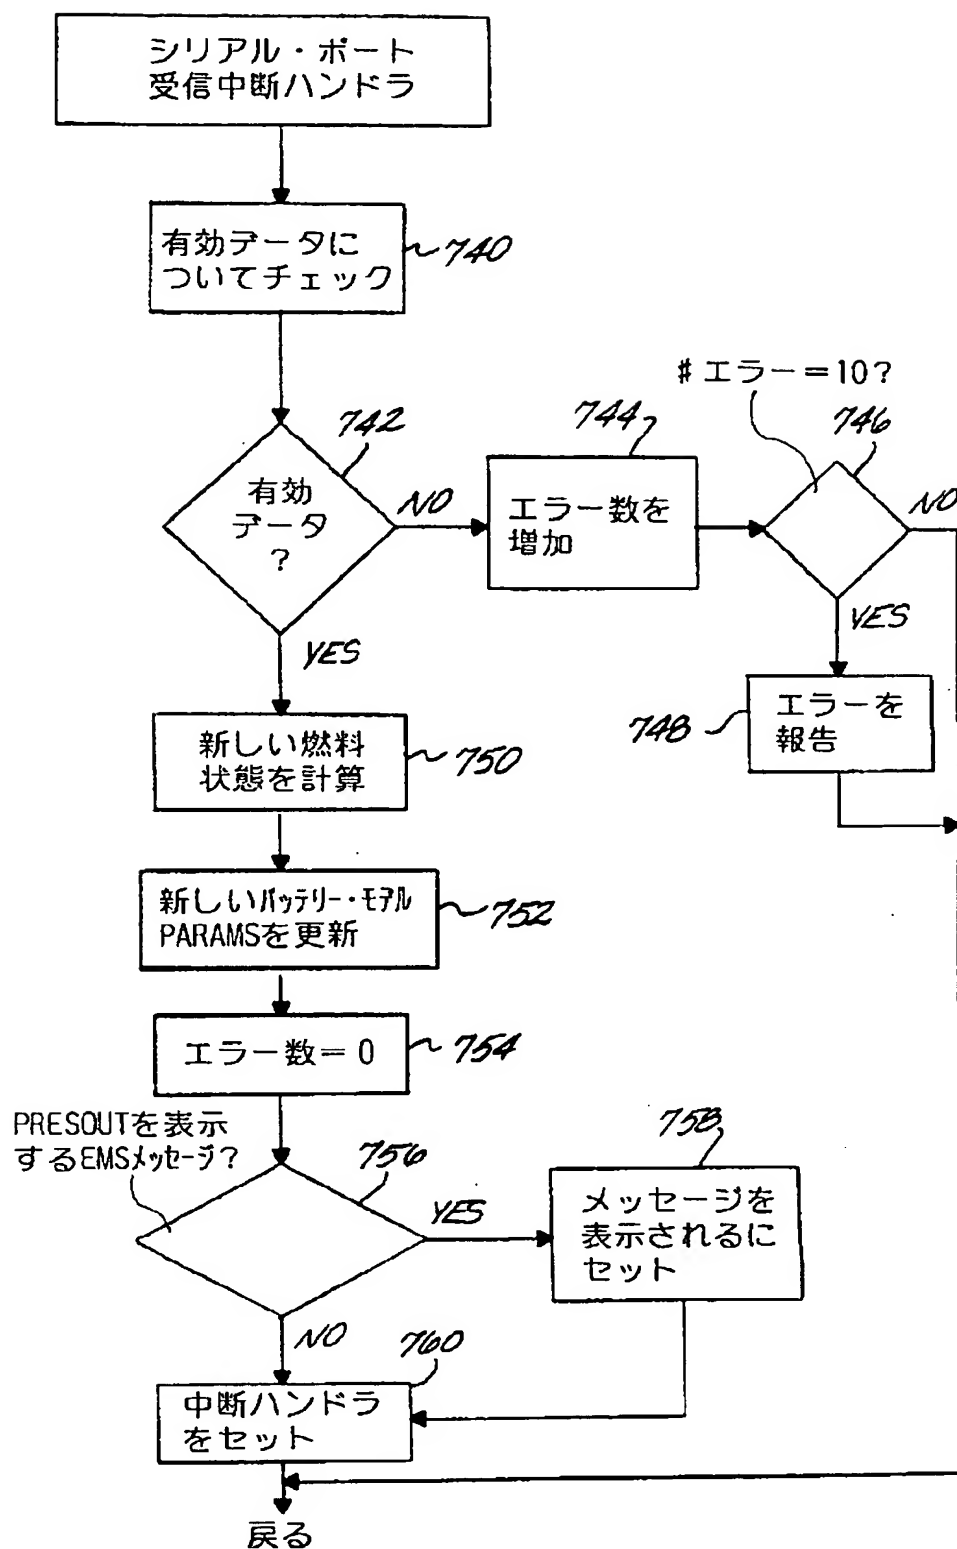 シリアル・ポート
受信中断ハンドラ
有効データに
ついてチェック
740
742
有効
データ
?
NO
744
エラー数を
増加
#エラー=10?
746
NO
YES
748
エラーを
報告
YES
新しい燃料
状態を計算
750
新しいバッテリー・モデル
PARAMSを更新
752
エラー数=0
754
PRESOUTを表示
するEMSメッセージ?
756
YES
758
メッセージを
表示されるに
セット
NO
760
中断ハンドラ
をセット
戻る